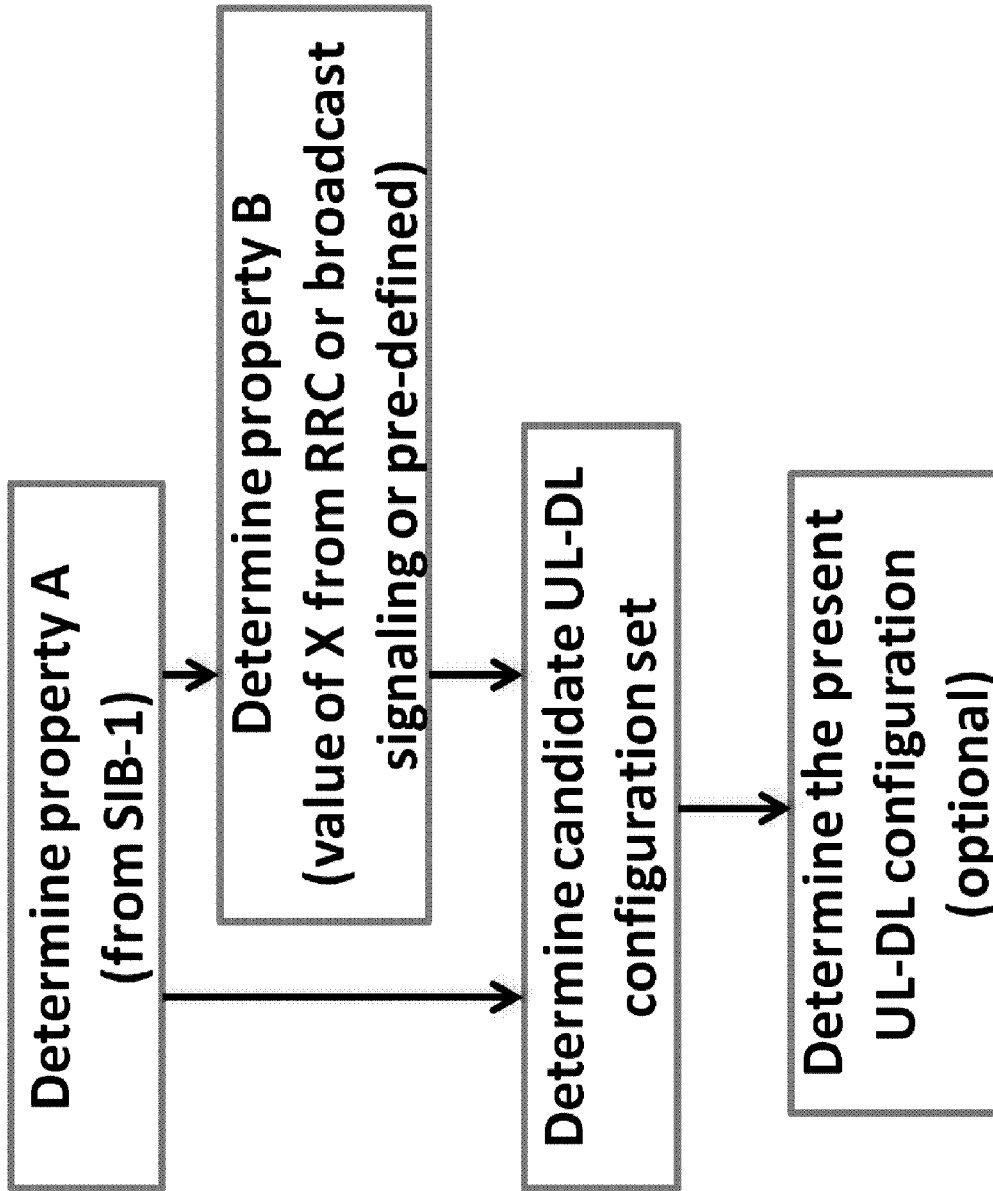 Determine property A
(from SIB-1)
Determine property B
(value of X from RRC or broadcast
signaling or pre-defined)
Determine candidate UL-DL
configuration set
Determine the present
UL-DL configuration
(optional)